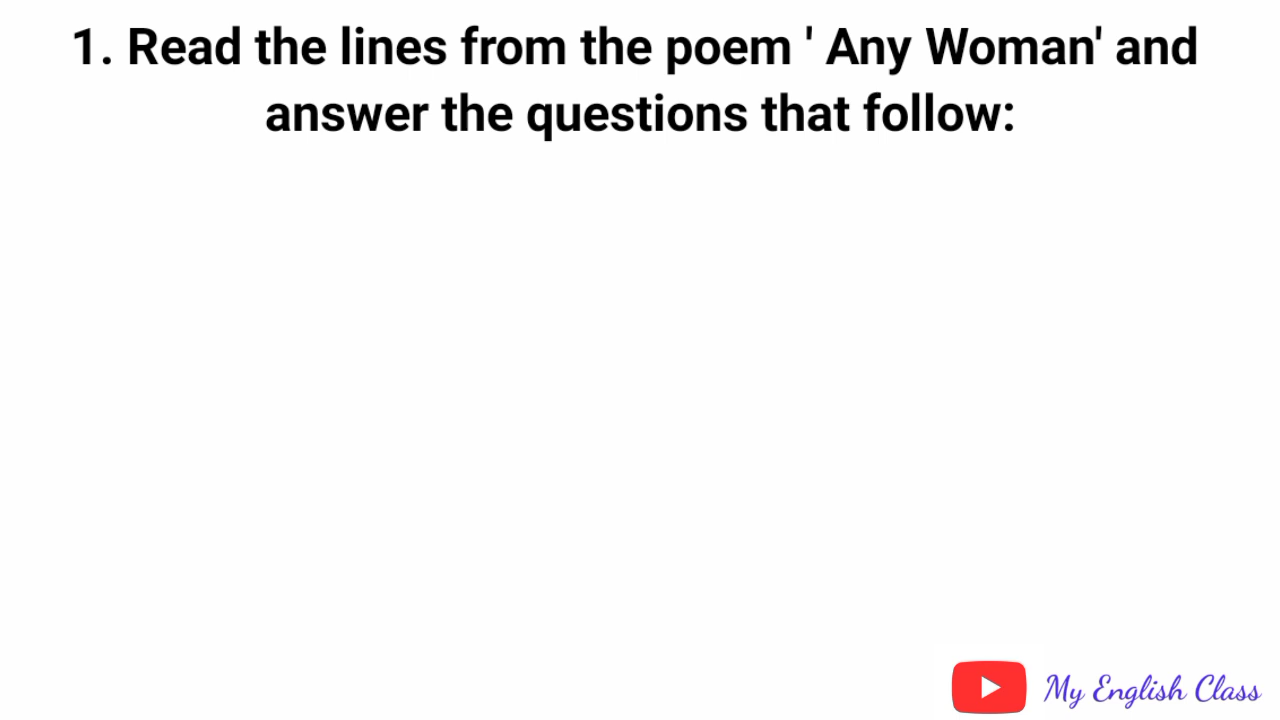 1. Read the lines from the poem ' Any Woman' and
answer the questions that follow:
My English Class